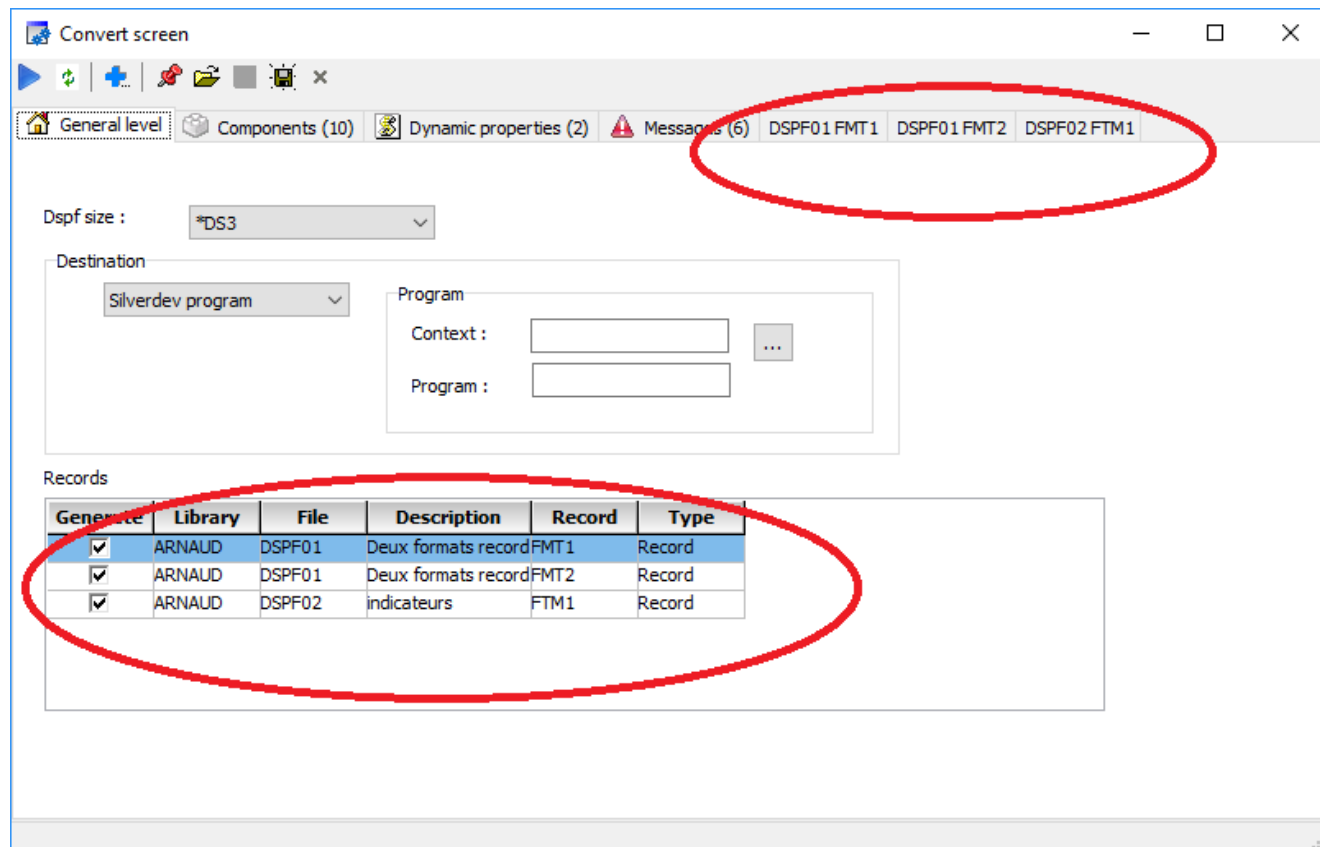 Convert screen
General level Components (10) Dynamic properties (2) Messages (6) DSPF01 FMT1 DSPF01 FMT2 DSPF02 FTM1
Dspf size : *DS3
Destination
Silverdev program
Program
Context :
...
Program :
Records
Generate Library File Description Record Type
ARNAUD DSPF01 Deux formats record FMT1 Record
ARNAUD DSPF01 Deux formats record FMT2 Record
ARNAUD DSPF02 indicateurs FTM1 Record